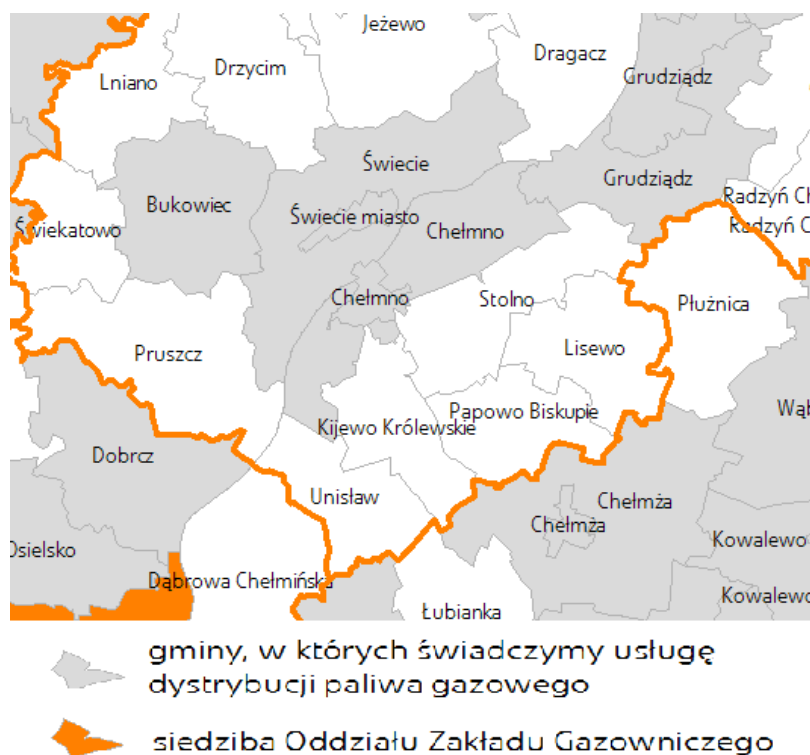 Jeżewo
Dragacz
Drzycim
Grudziądz
Lniano
Świecie
Grudziądz
Bukowiec
Radzyń Ch
Świecie miasto
Świekatowo
Chełmno
Radzyń C
Chełmno
Stolno
Płużnica
Pruszcz
Lisewo
Wąb
Papowo Biskupie
Kijewo Królewskie
Dobrcz
Unisław
Chełmża
Chełmża
Kowalewo
Osielsko
Dąbrowa Chełmińska
Kowalewo
Łubianka
gminy, w których świadczymy usługę
dystrybucji paliwa gazowego
siedziba Oddziału Zakładu Gazowniczego